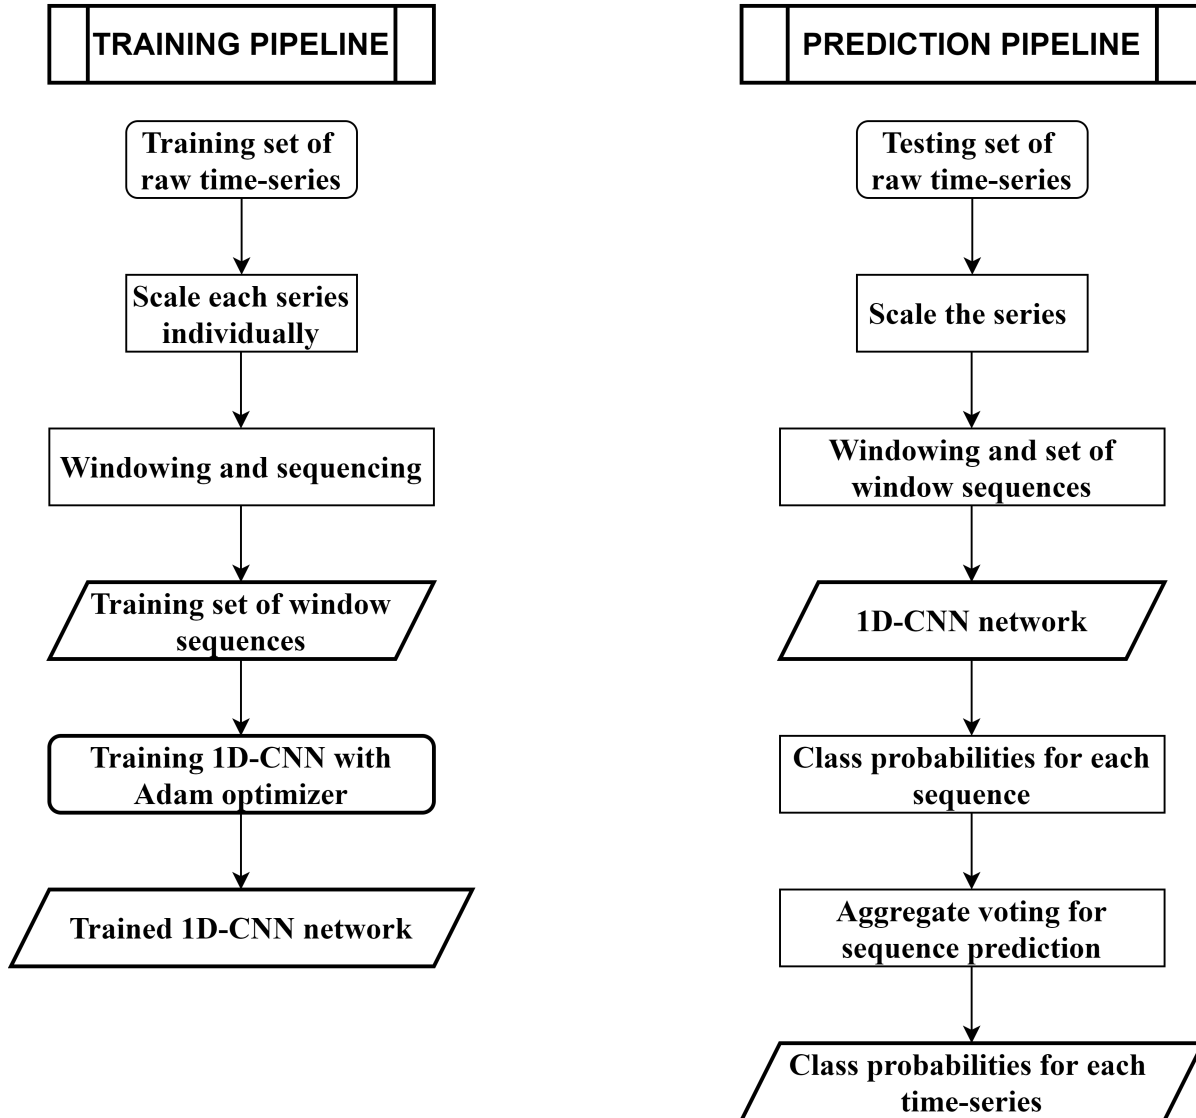 TRAINING PIPELINE
Training set of
raw time-series
Scale each series
individually
Windowing and sequencing
Training set of window
sequences
Training 1D-CNN with
Adam optimizer
Trained 1D-CNN network
PREDICTION PIPELINE
Testing set of
raw time-series
Scale the series
Windowing and set of
window sequences
1D-CNN network
Class probabilities for each
sequence
Aggregate voting for
sequence prediction
Class probabilities for each
time-series